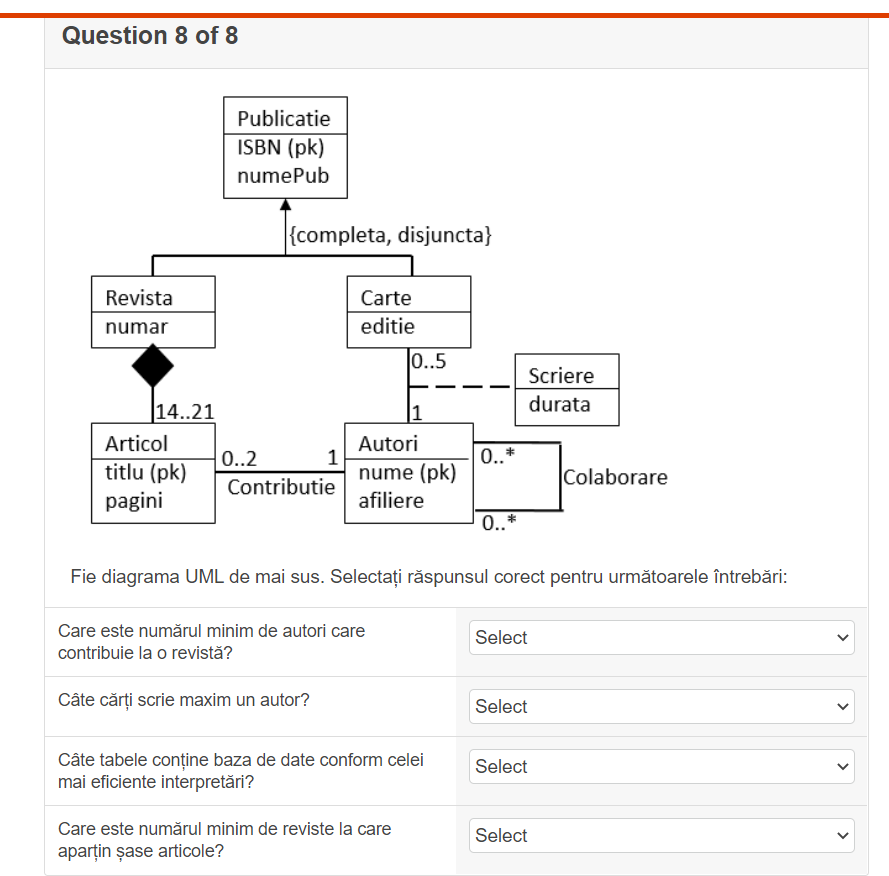 Question 8 of 8
Publicatie
ISBN (pk)
numePub
{completa, disjuncta}
Revista
numar
Carte
editie
0..5
Scriere
durata
14..21
1
Articol
titlu (pk)
pagini
0..2
1
Contributie
Autori
nume (pk)
afiliere
0..*
Colaborare
0..*
Fie diagrama UML de mai sus. Selectați răspunsul corect pentru următoarele întrebări:
Care este numărul minim de autori care
contribuie la o revistă?
Select
Câte cărți scrie maxim un autor?
Select
Câte tabele conține baza de date conform celei
mai eficiente interpretări?
Select
Care este numărul minim de reviste la care
aparțin șase articole?
Select